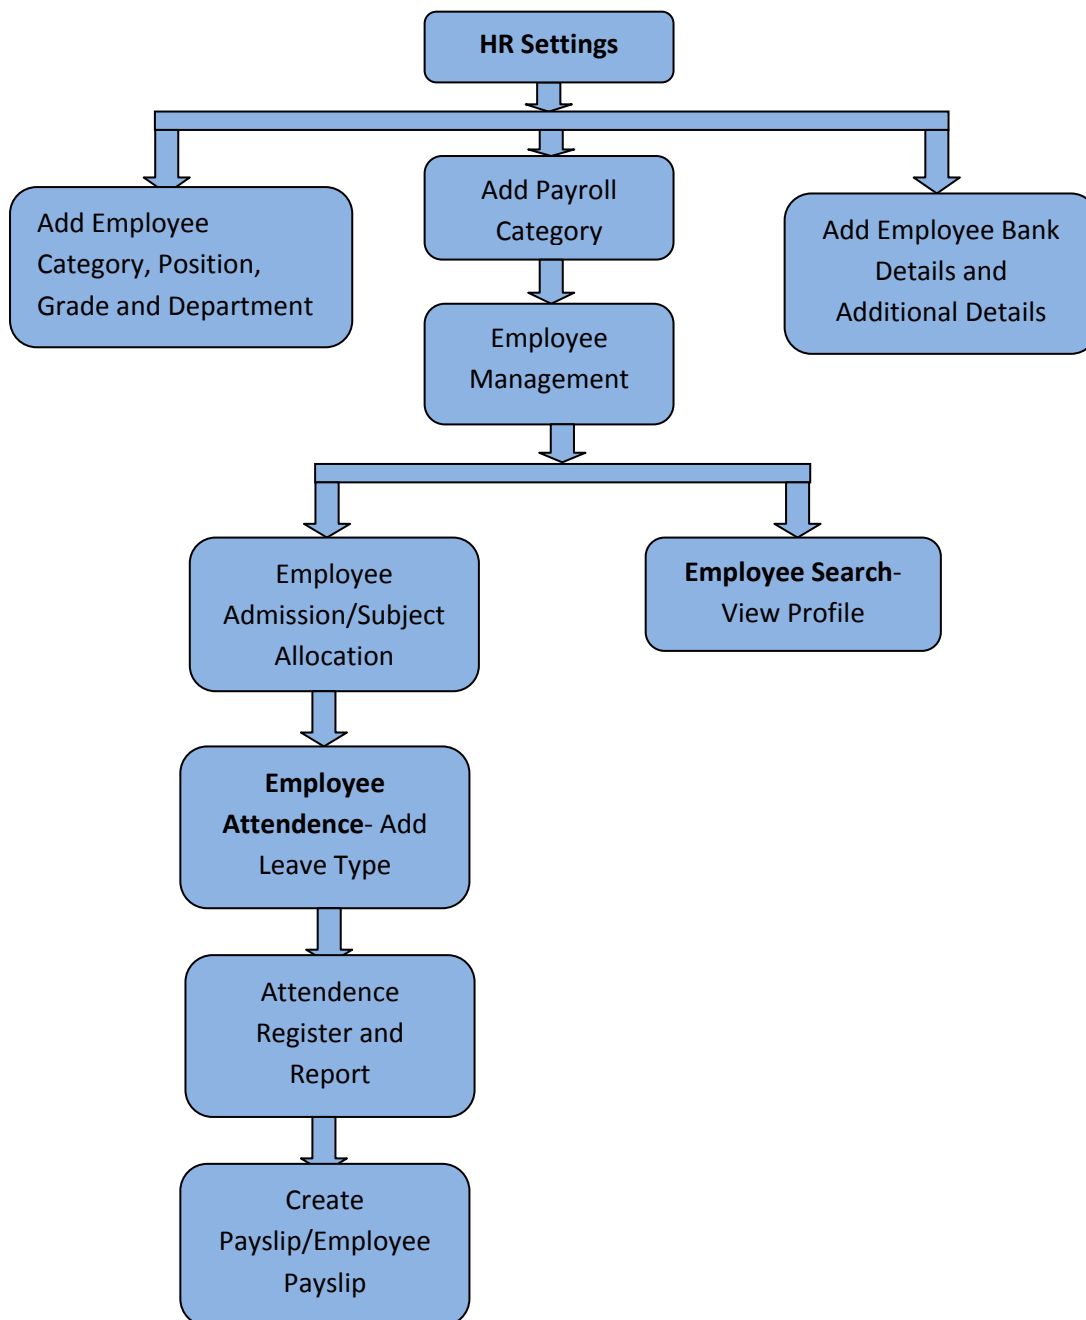 HR Settings
Add Employee
Category, Position,
Grade and Department
Add Payroll
Category
Add Employee Bank
Details and
Additional Details
Employee
Management
Employee
Admission/Subject
Allocation
Employee Search-
View Profile
Employee
Attendence- Add
Leave Type
Attendence
Register and
Report
Create
Payslip/Employee
Payslip